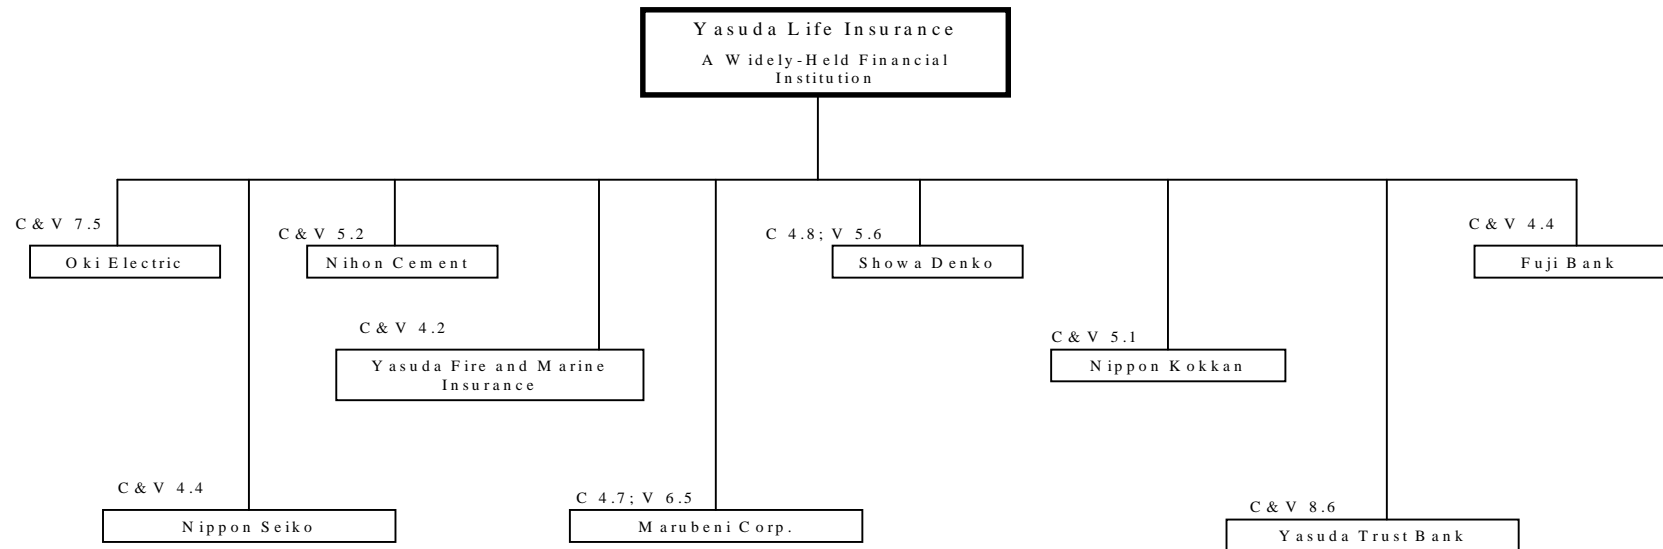 Yasuda Life Insurance
A Widely-Held Financial
Institution
C & V 7.5
Oki Electric
C & V 5.2
Nihon Cement
C 4.8; V 5.6
Showa Denko
C & V 4.4
Fuji Bank
C & V 4.2
Yasuda Fire and Marine
Insurance
C & V 5.1
Nippon Kokkan
C & V 4.4
Nippon Seiko
C 4.7; V 6.5
Marubeni Corp.
C & V 8.6
Yasuda Trust Bank